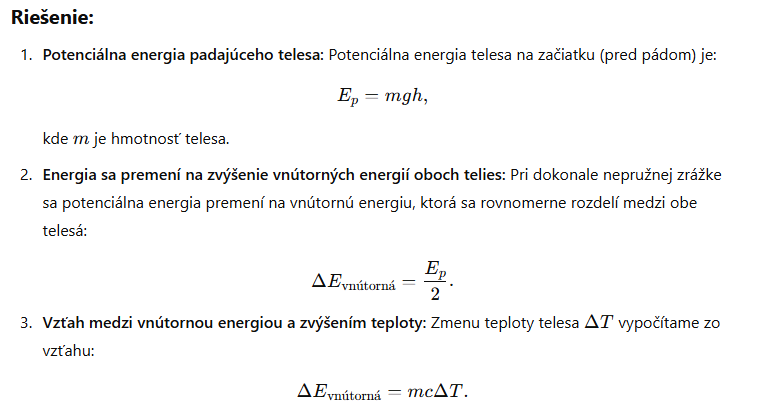 Riešenie:
1. Potenciálna energia padajúceho telesa: Potenciálna energia telesa na začiatku (pred pádom) je:
E_p = mgh,
kde m je hmotnosť telesa.
2. Energia sa premení na zvýšenie vnútorných energií oboch telies: Pri dokonale nepružnej zrážke
sa potenciálna energia premení na vnútornú energiu, ktorá sa rovnomerne rozdelí medzi obe
telesá:
ΔE_vnútorná = E_p / 2.
3. Vzťah medzi vnútornou energiou a zvýšením teploty: Zmenu teploty telesa ΔT vypočítame zo
vzťahu:
ΔE_vnútorná = mcΔT.